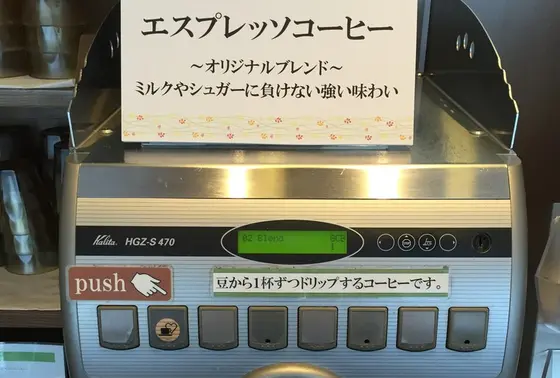 エスプレッソコーヒー
～オリジナルブレンド～
ミルクやシュガーに負けない強い味わい
Kalita HGZ-S 470
02 Blend
push
豆から1杯ずつドリップするコーヒーです。